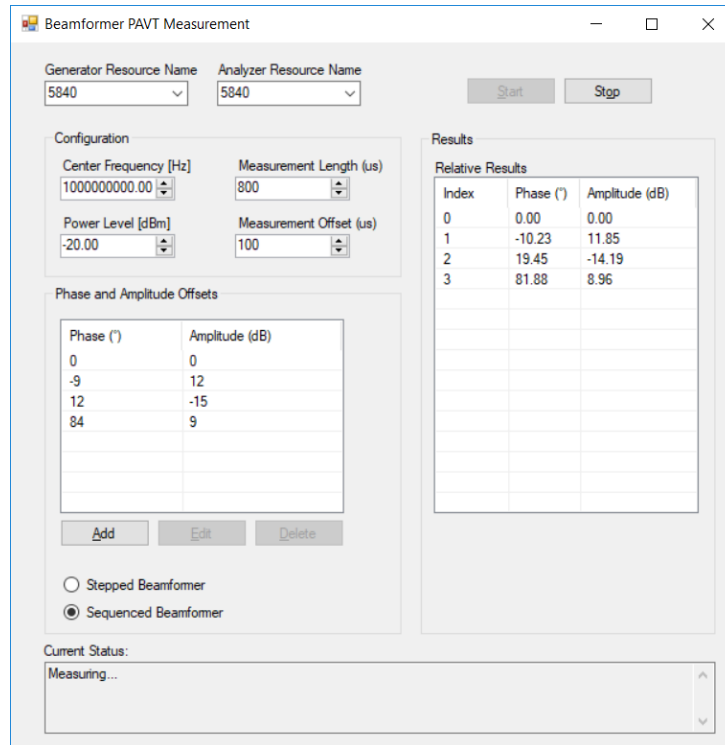 Beamformer PAVT Measurement
Generator Resource Name Analyzer Resource Name
5840 5840 Start Stop
Configuration
Center Frequency [Hz] Measurement Length (us)
1000000000.00 800
Power Level [dBm] Measurement Offset (us)
-20.00 100
Phase and Amplitude Offsets
Phase (°) Amplitude (dB)
0 0
-9 12
12 -15
84 9
Add Edit Delete
Stepped Beamformer
Sequenced Beamformer
Results
Relative Results
Index Phase (°) Amplitude (dB)
0 0.00 0.00
1 -10.23 11.85
2 19.45 -14.19
3 81.88 8.96
Current Status:
Measuring...